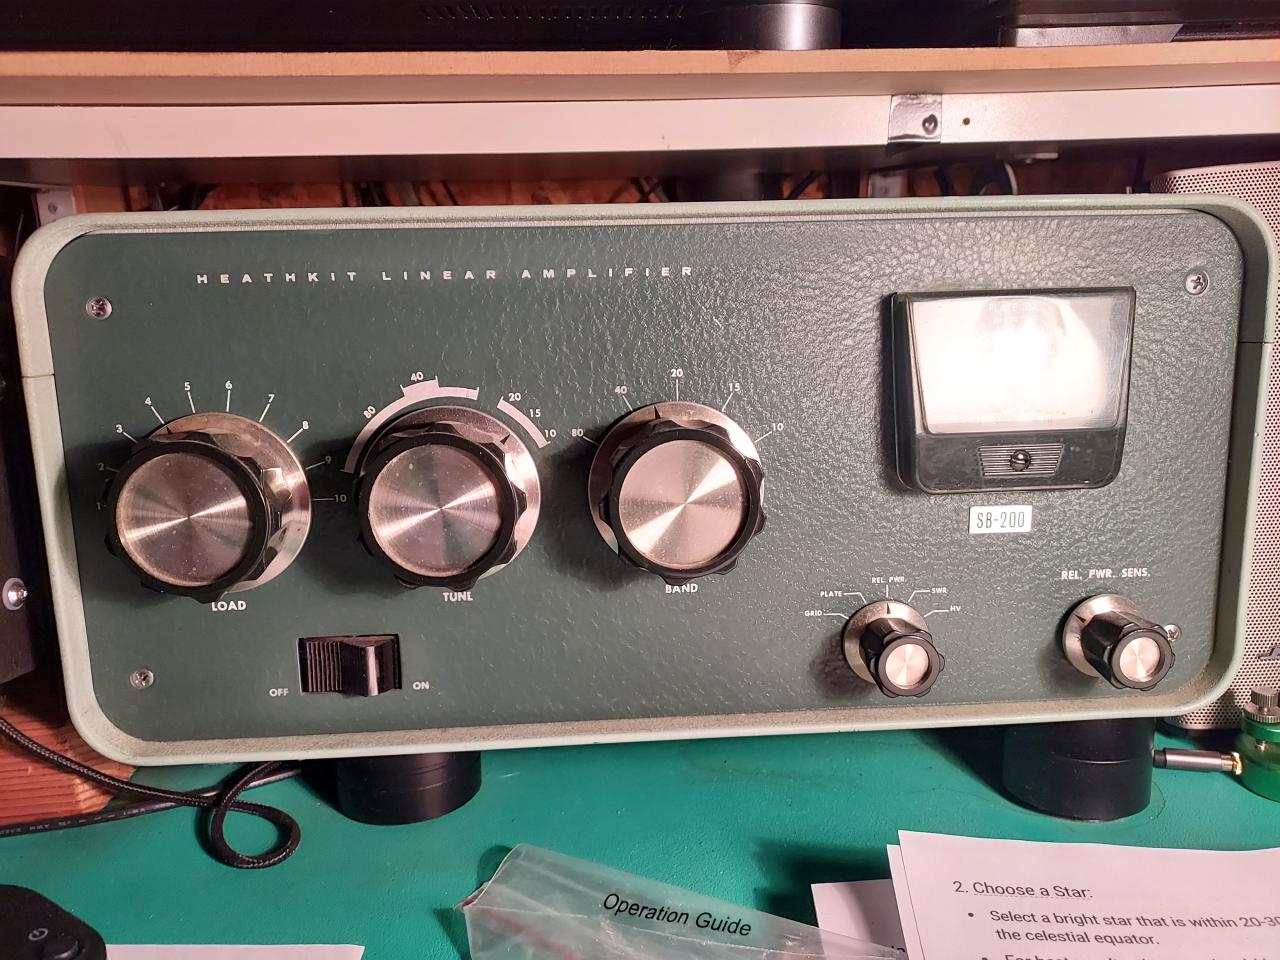 HEATHKIT LINEAR AMPLIFIER
PLATE
1
2
3
4
5
6
7
8
9
10
LOAD
80
40
20
15
10
TUNE
80
40
20
15
10
BAND
SB-200
GRID
PLATE
REL. PWR.
SWR
HV
REL. PWR. SENS.
OFF
ON
Operation Guide
2. Choose a Star:
• Select a bright star that is within 20-30
the celestial equator.